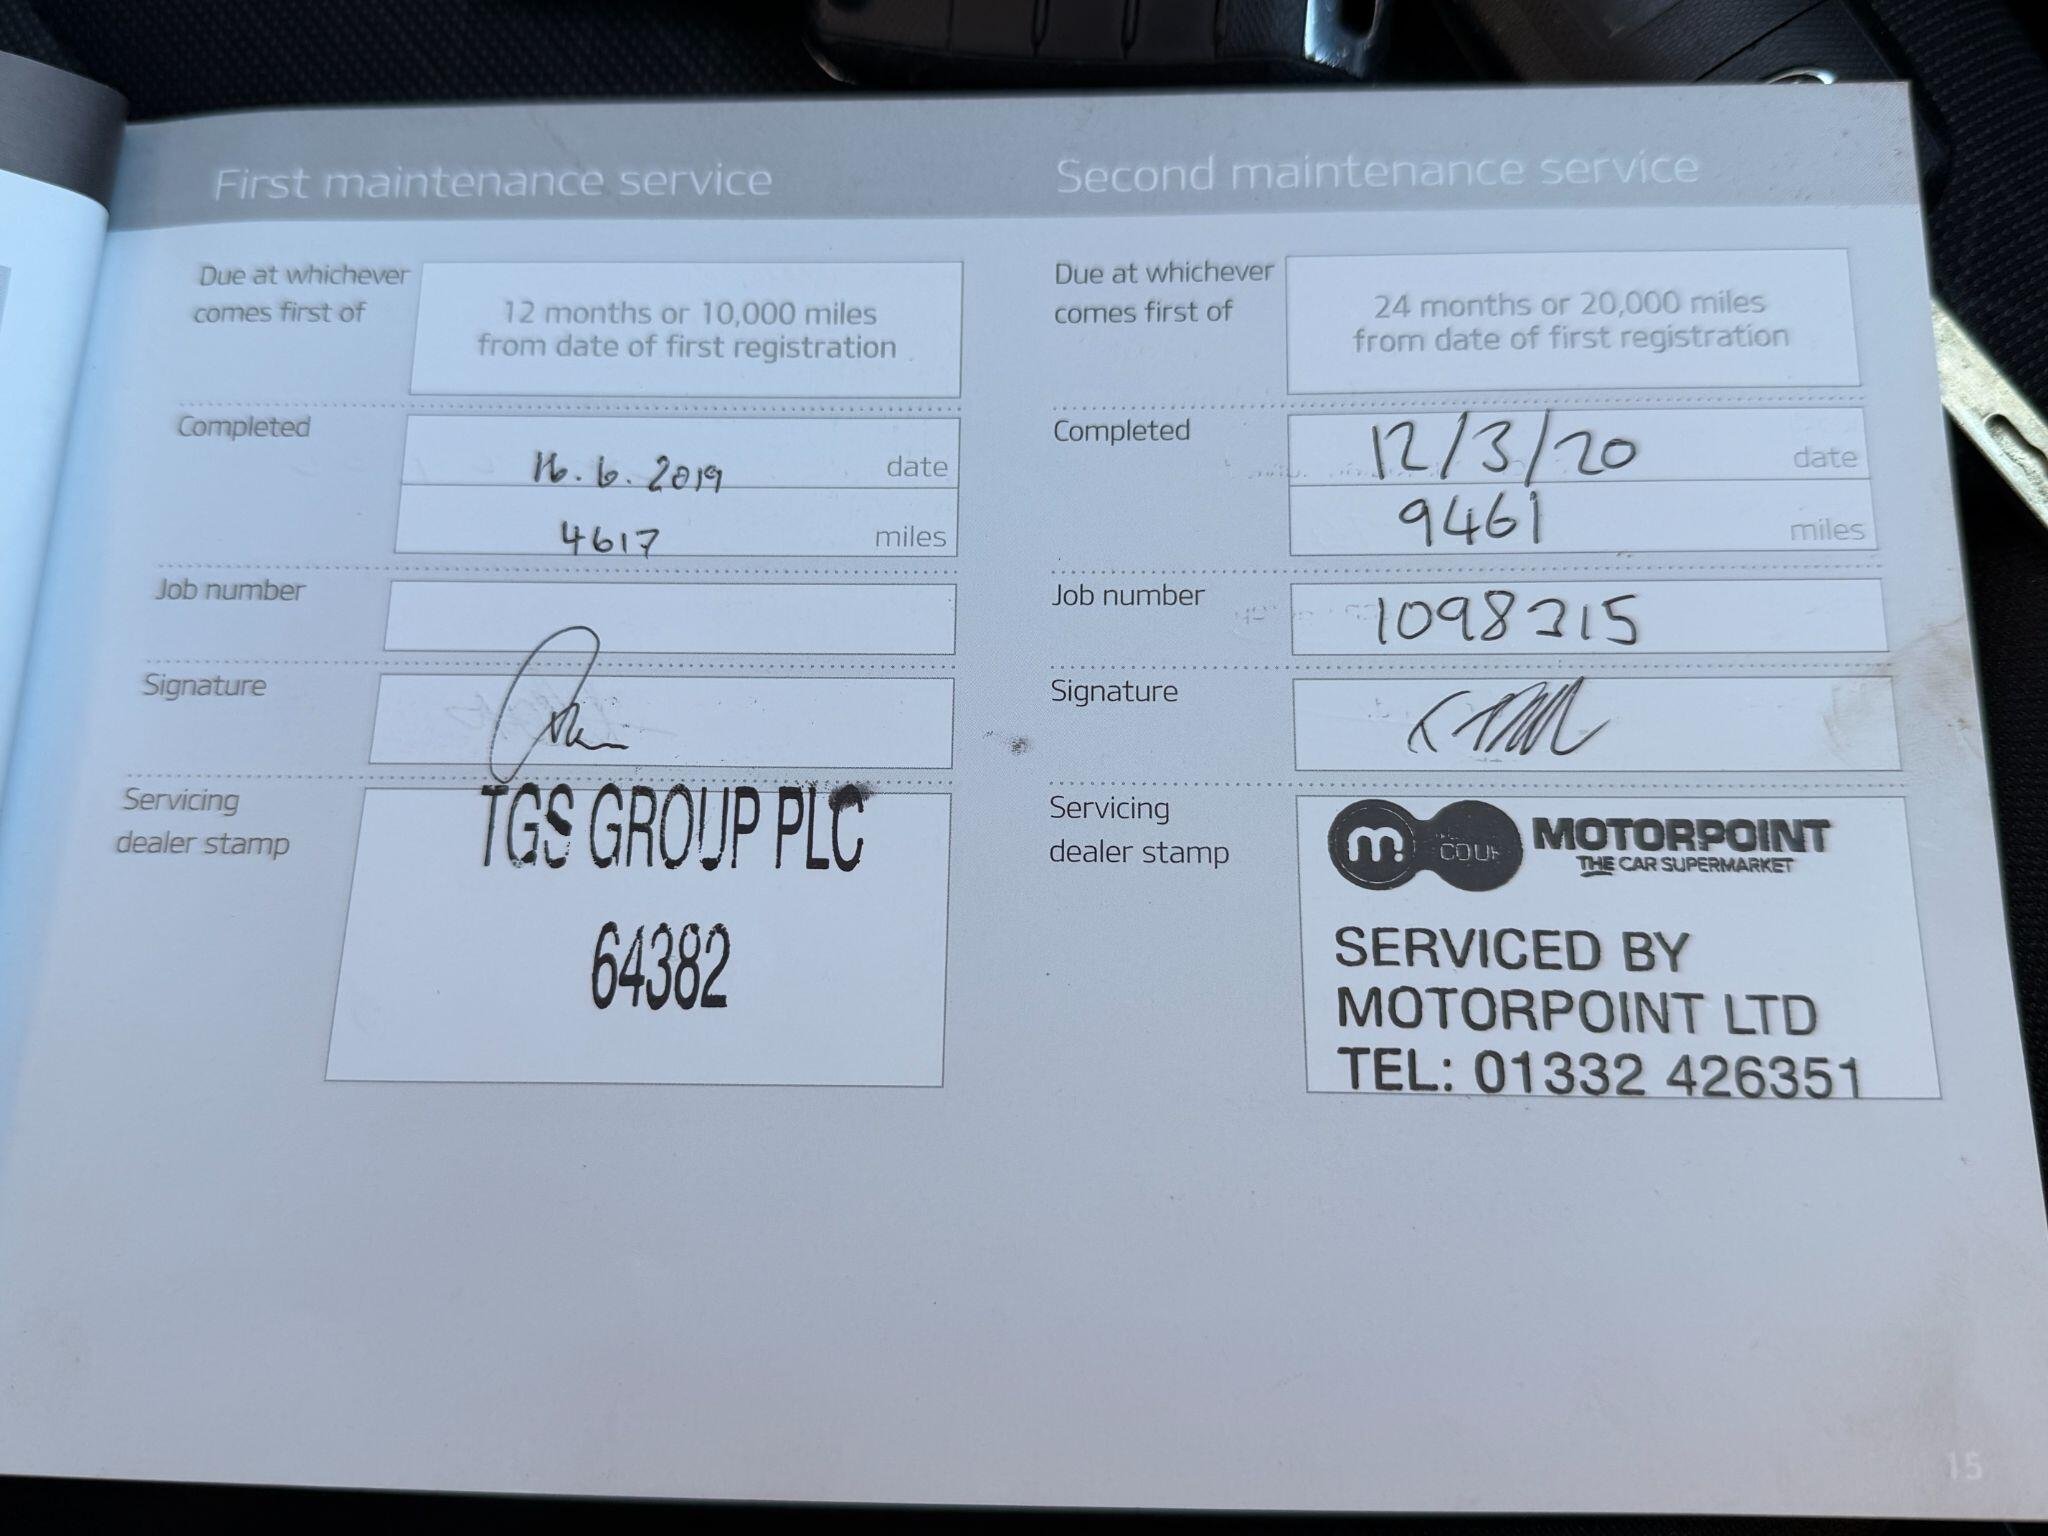 First maintenance service
Due at whichever
comes first of
12 months or 10,000 miles
from date of first registration
Completed
16.6.2019 date
4617 miles
Job number
Signature
Servicing
dealer stamp
TGS GROUP PLC
64382
Second maintenance service
Due at whichever
comes first of
24 months or 20,000 miles
from date of first registration
Completed
12/3/20 date
9461 miles
Job number
1098315
Signature
Servicing
dealer stamp
m.
MOTORPOINT
THE CAR SUPERMARKET
SERVICED BY
MOTORPOINT LTD
TEL: 01332 426351
15